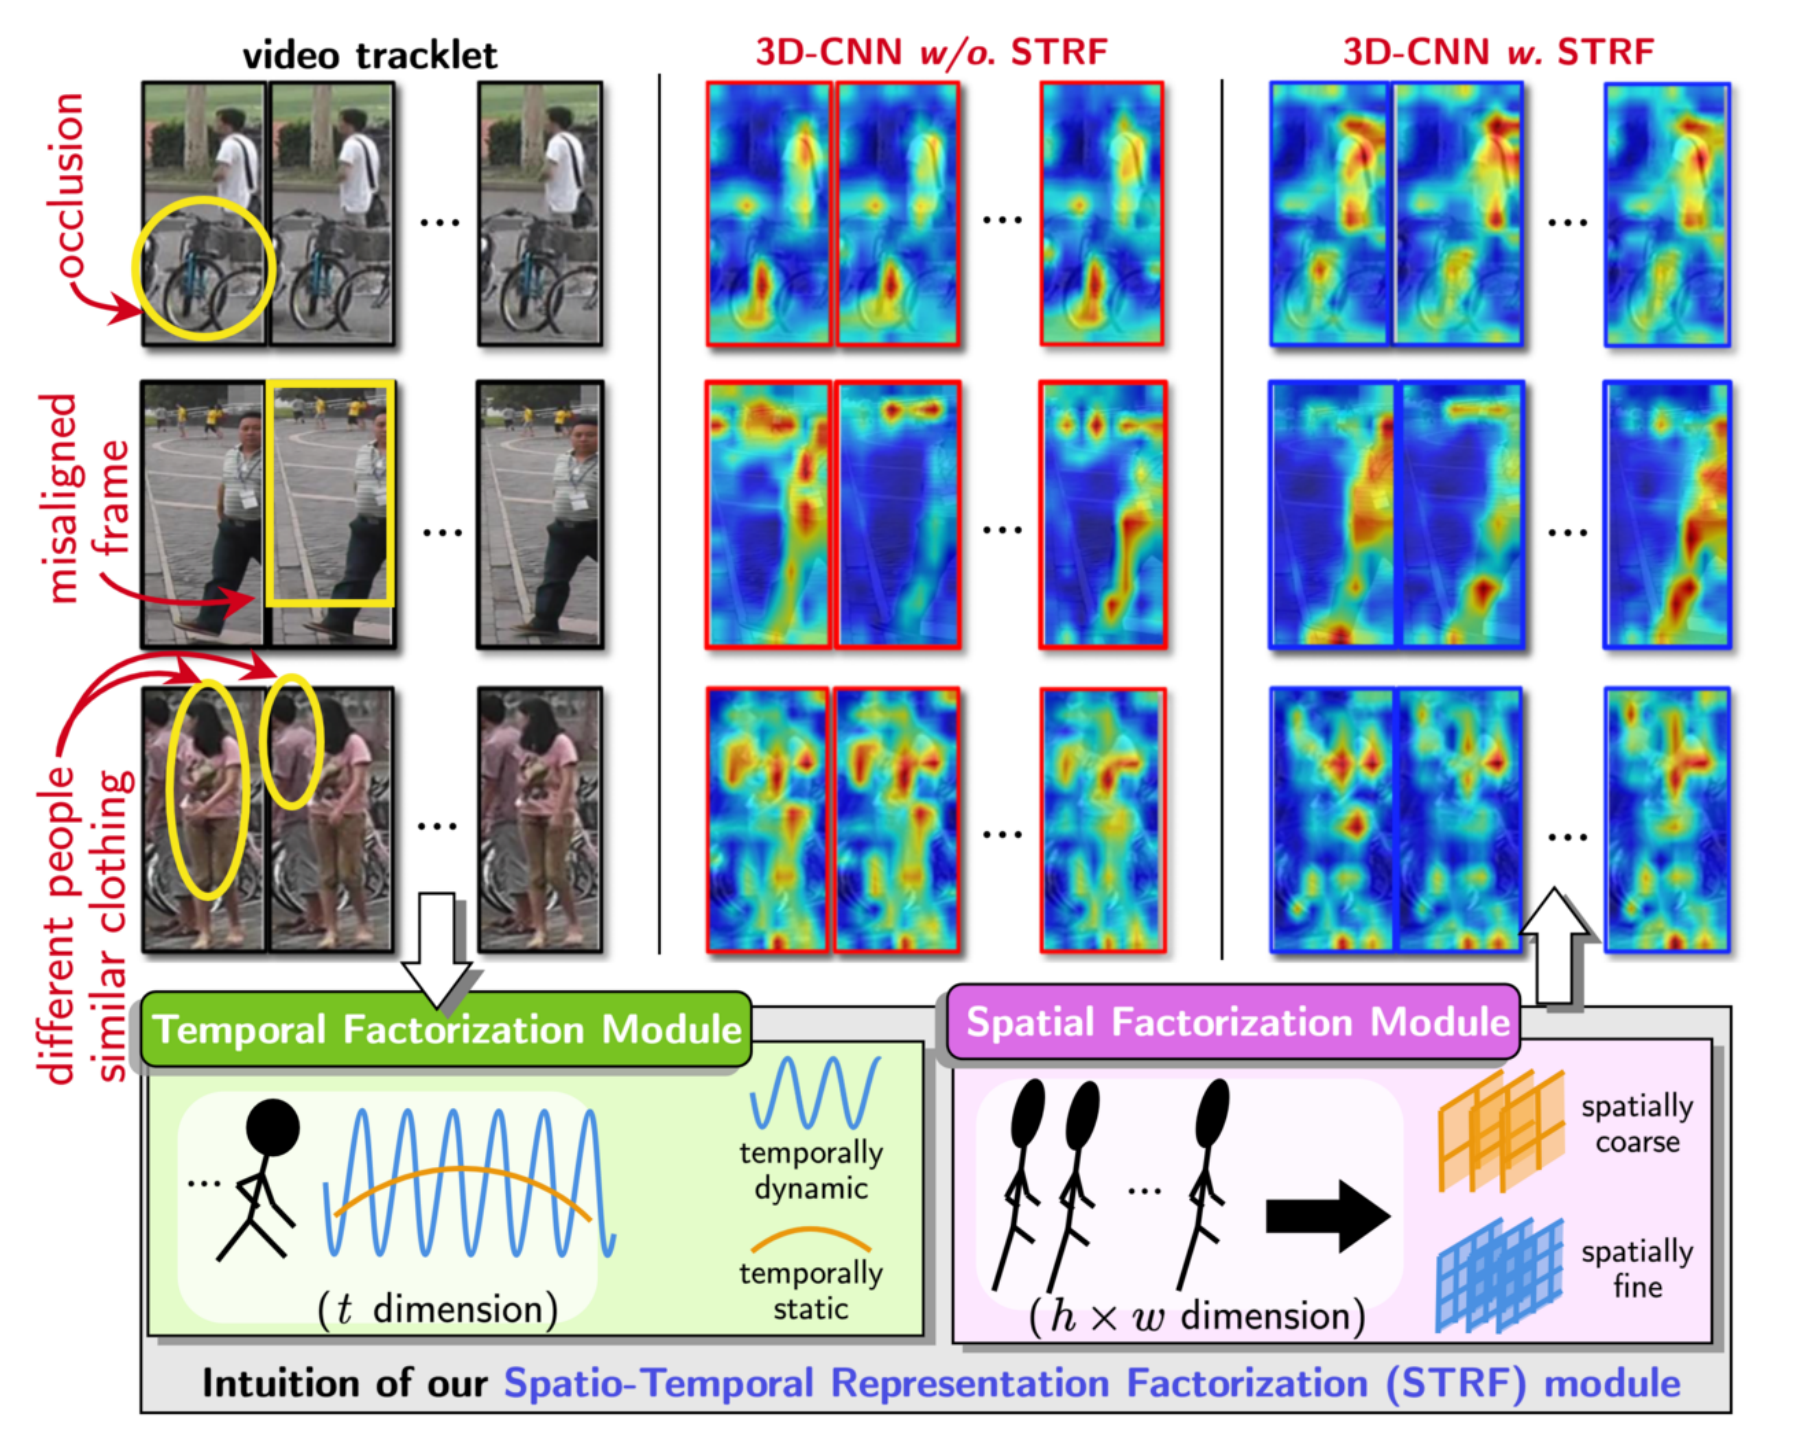 video tracklet
3D-CNN w/o. STRF
3D-CNN w. STRF
occlusion
...
...
...
misaligned
frame
...
...
...
different people
similar clothing
...
...
...
Temporal Factorization Module
Spatial Factorization Module
...
temporally
dynamic
temporally
static
(t dimension)
...
spatially
coarse
spatially
fine
(h × w dimension)
Intuition of our Spatio-Temporal Representation Factorization (STRF) module